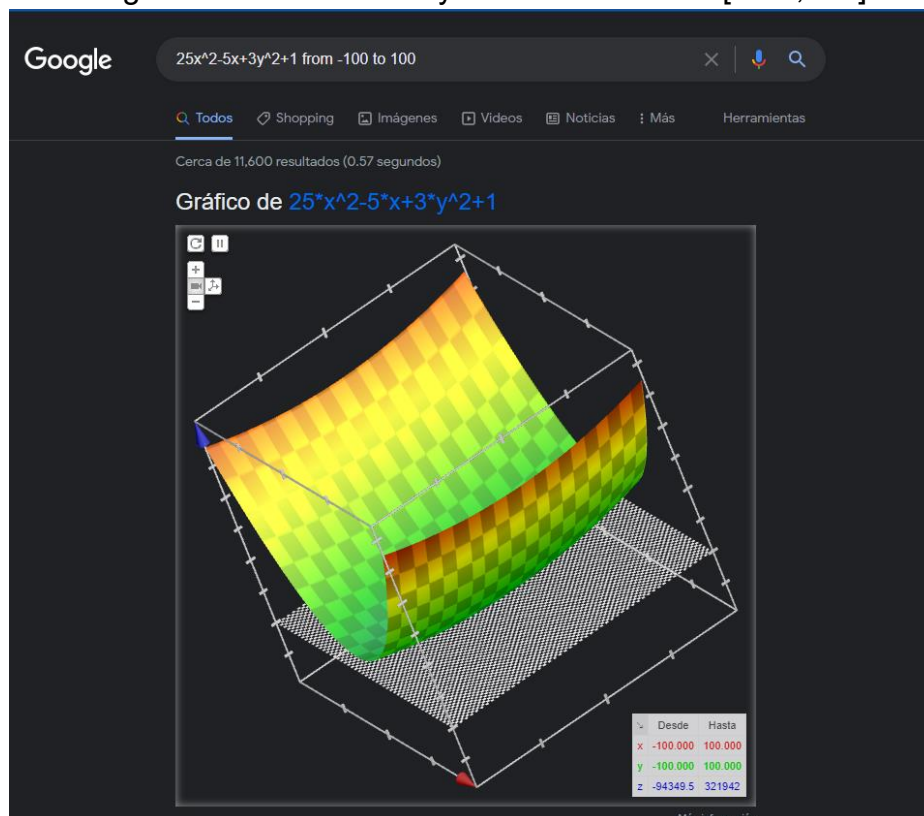 Google
25x^2-5x+3y^2+1 from -100 to 100
Todos Shopping Imágenes Videos Noticias Más Herramientas
Cerca de 11,600 resultados (0.57 segundos)
Gráfico de 25*x^2-5*x+3*y^2+1
Desde Hasta
x -100.000 100.000
y -100.000 100.000
z -94349.5 321942